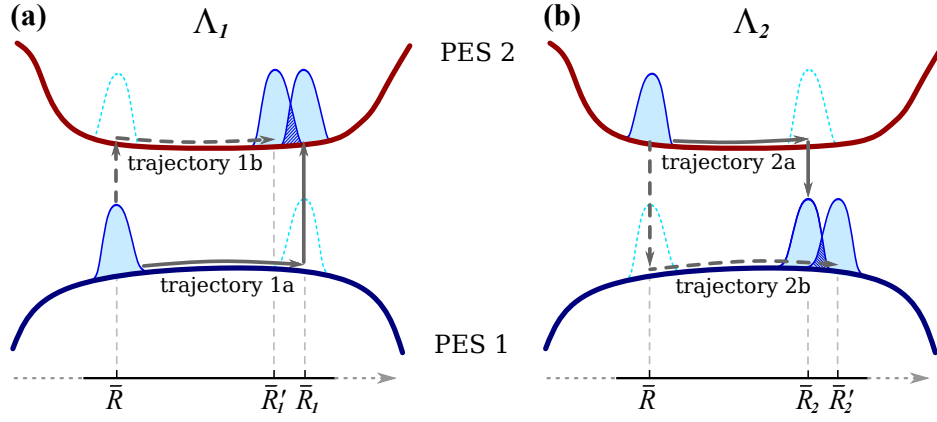 (a) Λ₁ (b) Λ₂
PES 2
trajectory 1b trajectory 2a
trajectory 1a trajectory 2b
PES 1
R̄ R̄₁′ R̄₁ R̄ R̄₂ R̄₂′